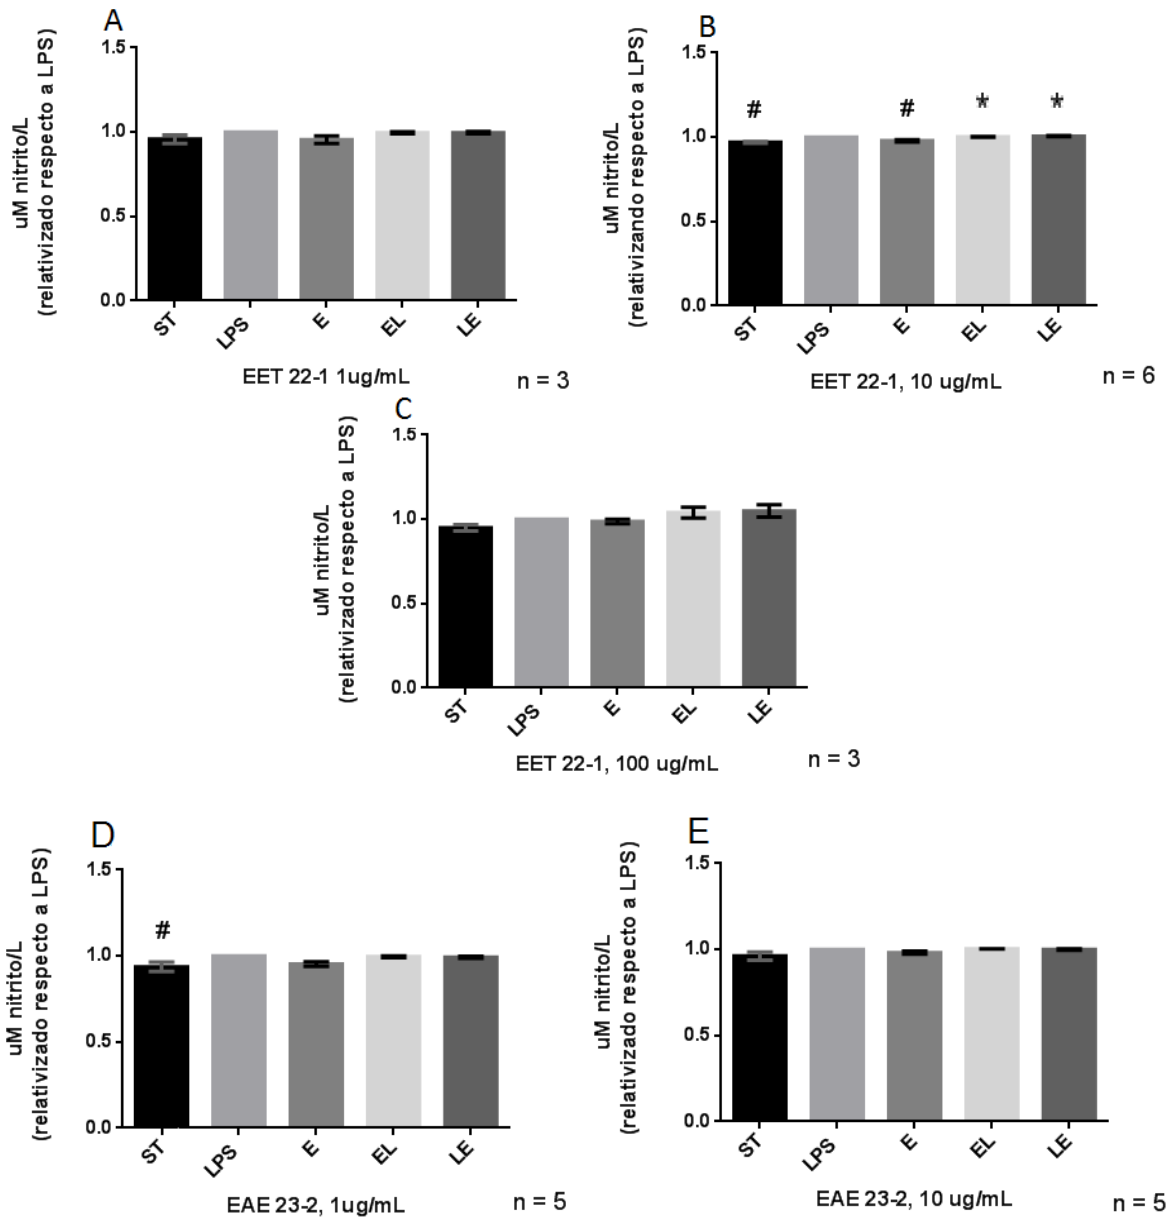 A
uM nitrito/L
(relativizado respecto a LPS)
1.5
1.0
0.5
0.0
ST
LPS
E
EL
LE
EET 22-1 1ug/mL
n = 3
B
uM nitrito/L
(relativizando respecto a LPS)
1.5
1.0
0.5
0.0
#
#
*
*
ST
LPS
E
EL
LE
EET 22-1, 10 ug/mL
n = 6
C
uM nitrito/L
(relativizado respecto a LPS)
1.5
1.0
0.5
0.0
ST
LPS
E
EL
LE
EET 22-1, 100 ug/mL
n = 3
D
uM nitrito/L
(relativizado respecto a LPS)
1.5
1.0
0.5
0.0
#
ST
LPS
E
EL
LE
EAE 23-2, 1ug/mL
n = 5
E
uM nitrito/L
(relativizado respecto a LPS)
1.5
1.0
0.5
0.0
ST
LPS
E
EL
LE
EAE 23-2, 10 ug/mL
n = 5